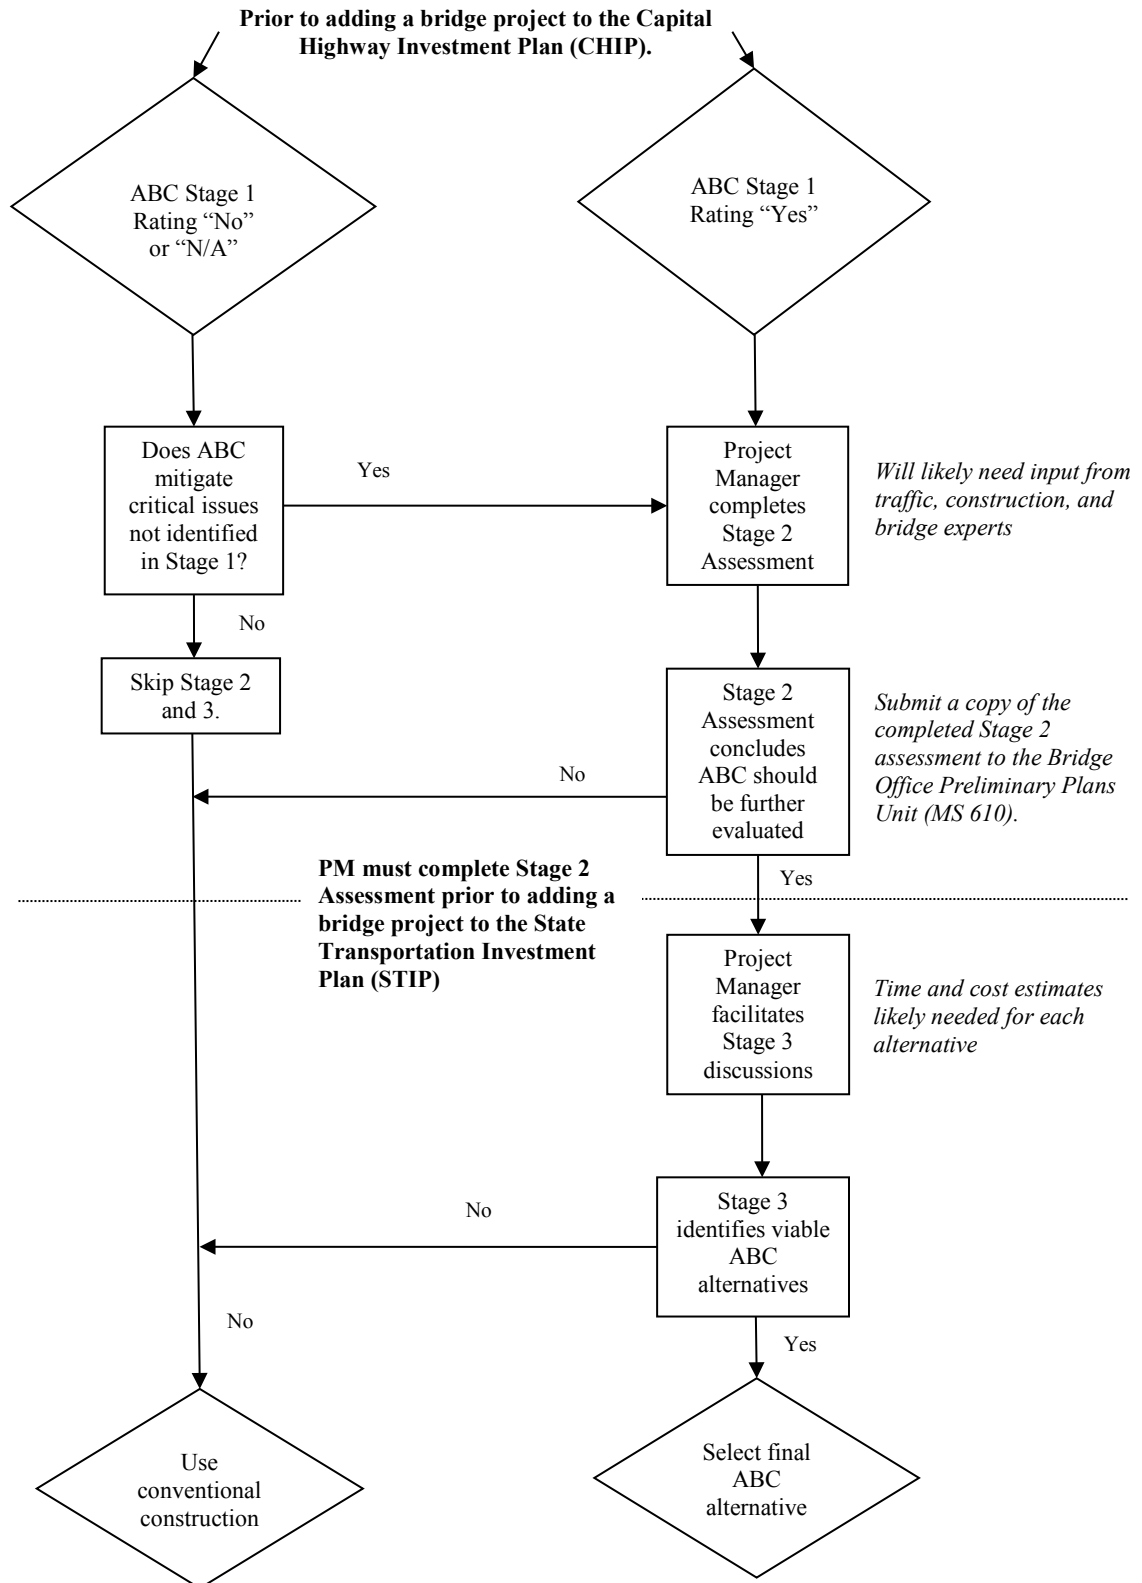 Prior to adding a bridge project to the Capital
Highway Investment Plan (CHIP).
ABC Stage 1
Rating “No”
or “N/A”
ABC Stage 1
Rating “Yes”
Does ABC
mitigate
critical issues
not identified
in Stage 1?
Yes
Project
Manager
completes
Stage 2
Assessment
Will likely need input from
traffic, construction, and
bridge experts
No
Skip Stage 2
and 3.
Stage 2
Assessment
concludes
ABC should
be further
evaluated
Submit a copy of the
completed Stage 2
assessment to the Bridge
Office Preliminary Plans
Unit (MS 610).
No
Yes
PM must complete Stage 2
Assessment prior to adding a
bridge project to the State
Transportation Investment
Plan (STIP)
Project
Manager
facilitates
Stage 3
discussions
Time and cost estimates
likely needed for each
alternative
Stage 3
identifies viable
ABC
alternatives
No
No
Yes
Use
conventional
construction
Select final
ABC
alternative